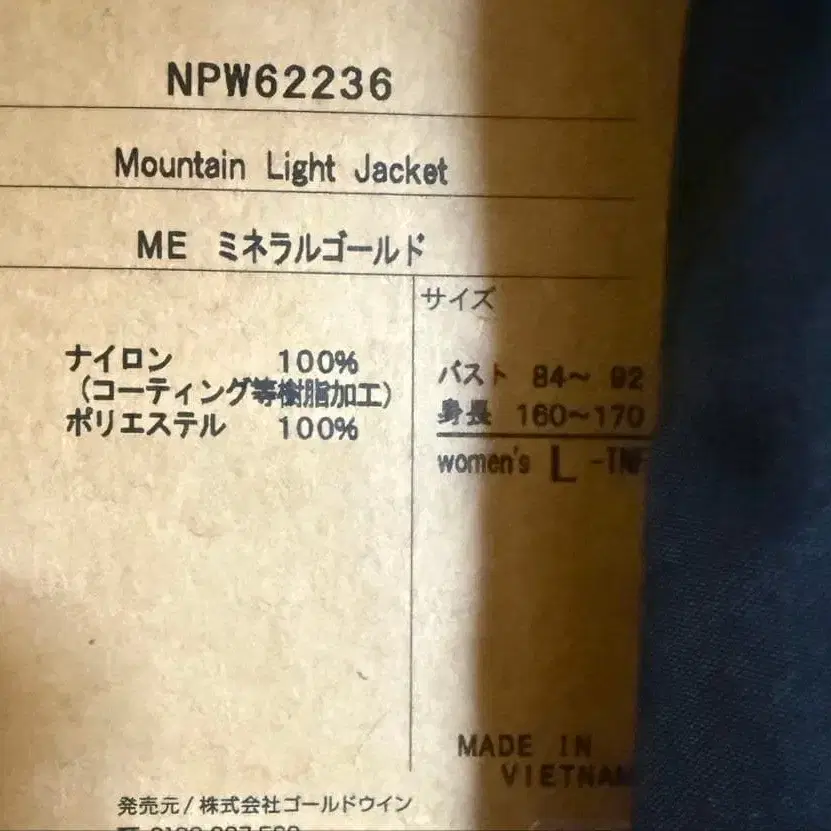 NPW62236
Mountain Light Jacket
ME ミネラルゴールド
ナイロン 100%
(コーティング等樹脂加工)
ポリエステル 100%
サイズ
バスト 84～ 92
身長 160～170
women's L -TNF
MADE IN
VIETNAM
発売元/株式会社ゴールドウイン